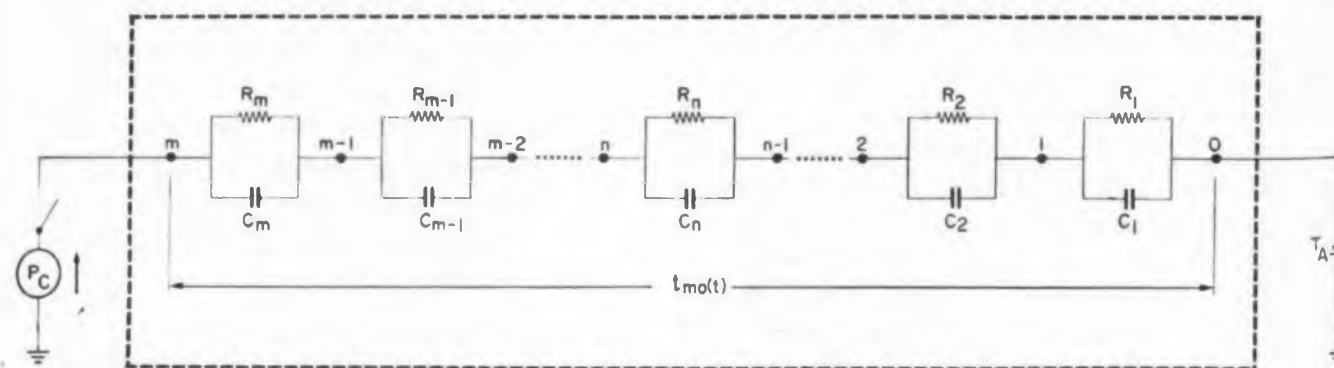 Rm Rm-1 Rn R2 R1
m m-1 m-2 n n-1 2 1 0
Cm Cm-1 Cn C2 C1
PC
tmo(t)
TA